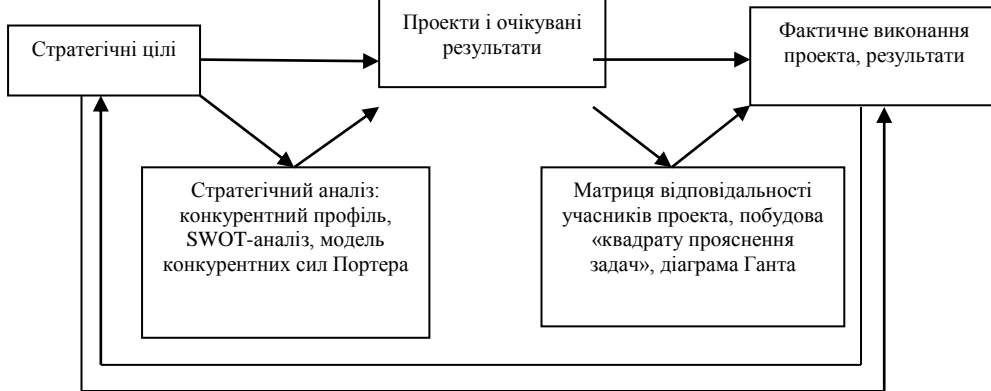 Стратегічні цілі
Проекти і очікувані
результати
Фактичне виконання
проекта, результати
Стратегічний аналіз:
конкурентний профіль,
SWOT-аналіз, модель
конкурентних сил Портера
Матриця відповідальності
учасників проекта, побудова
«квадрату прояснення
задач», діаграма Ганта